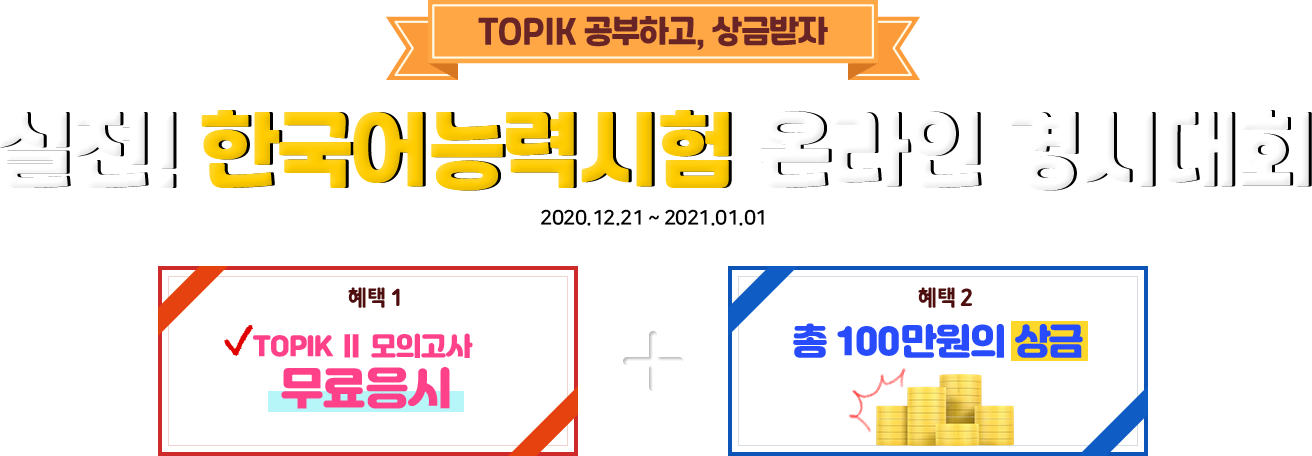 TOPIK 공부하고, 상금받자
실전! 한국어능력시험 온라인 경시대회
2020.12.21 ~ 2021.01.01
혜택 1
TOPIK II 모의고사
무료응시
혜택 2
총 100만원의 상금